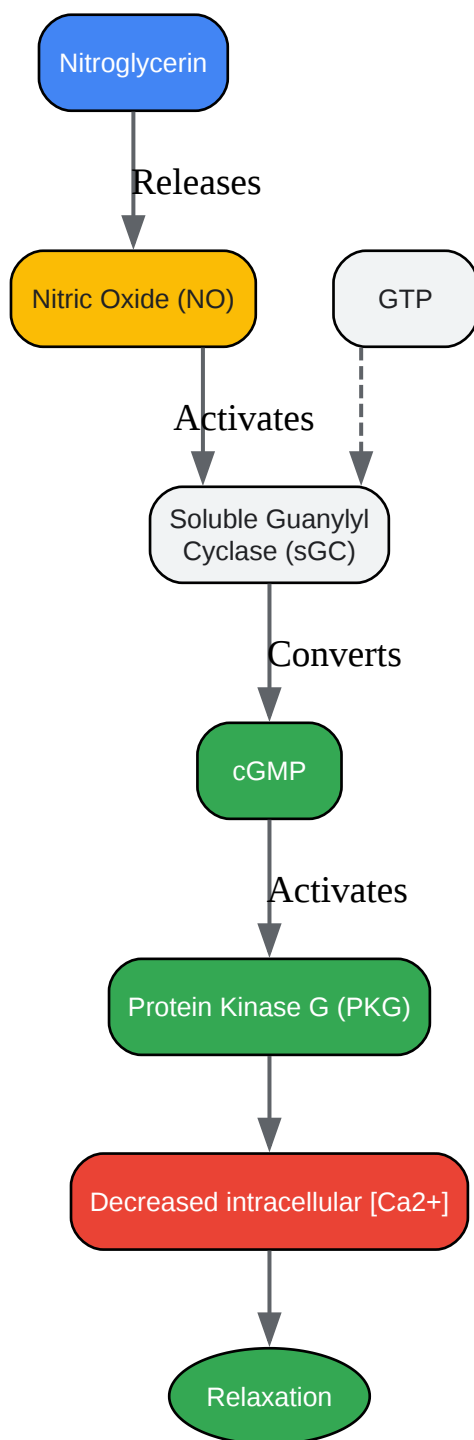 Nitroglycerin
Releases
Nitric Oxide (NO)
GTP
Activates
Soluble Guanylyl
Cyclase (sGC)
Converts
cGMP
Activates
Protein Kinase G (PKG)
Decreased intracellular [Ca2+]
Relaxation